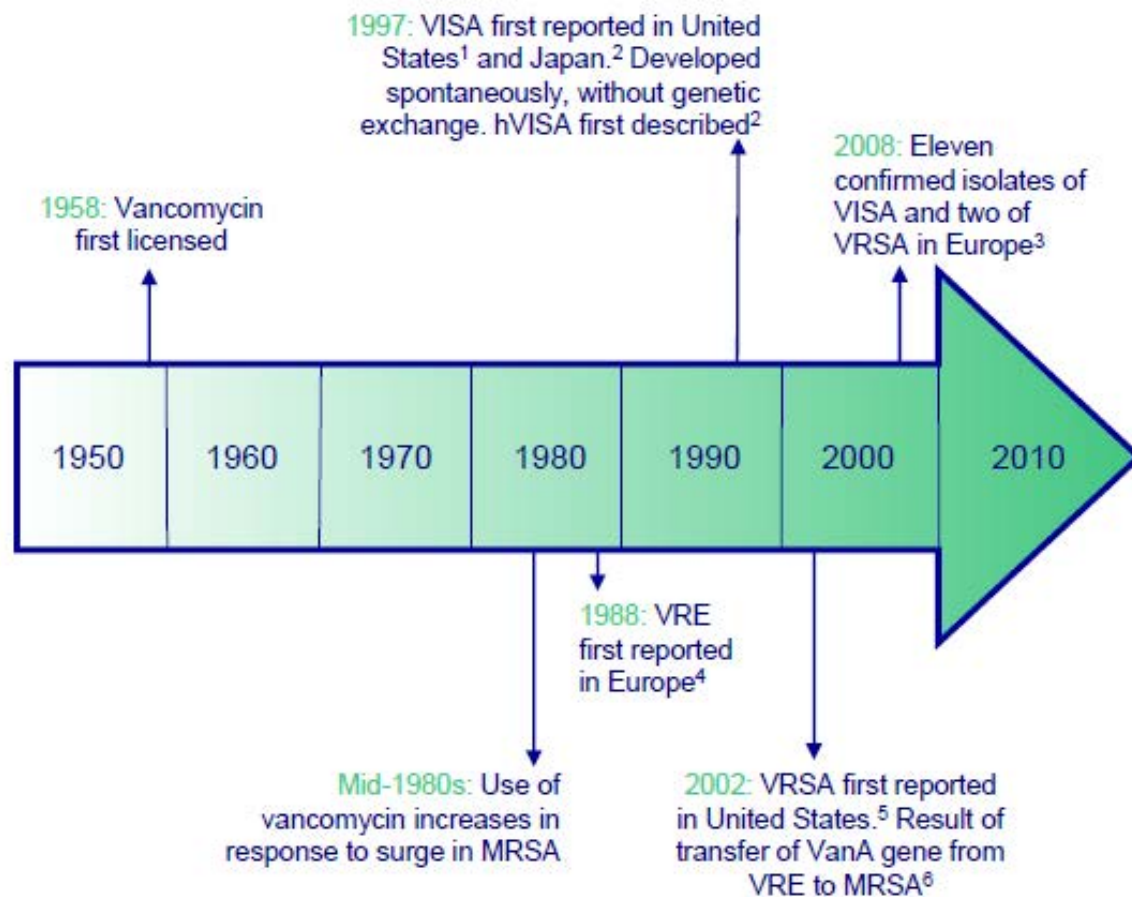 1997: VISA first reported in United
States¹ and Japan.² Developed
spontaneously, without genetic
exchange. hVISA first described²
2008: Eleven
confirmed isolates of
VISA and two of
VRSA in Europe³
1958: Vancomycin
first licensed
1950
1960
1970
1980
1990
2000
2010
1988: VRE
first reported
in Europe⁴
Mid-1980s: Use of
vancomycin increases in
response to surge in MRSA
2002: VRSA first reported
in United States.⁵ Result of
transfer of VanA gene from
VRE to MRSA⁶